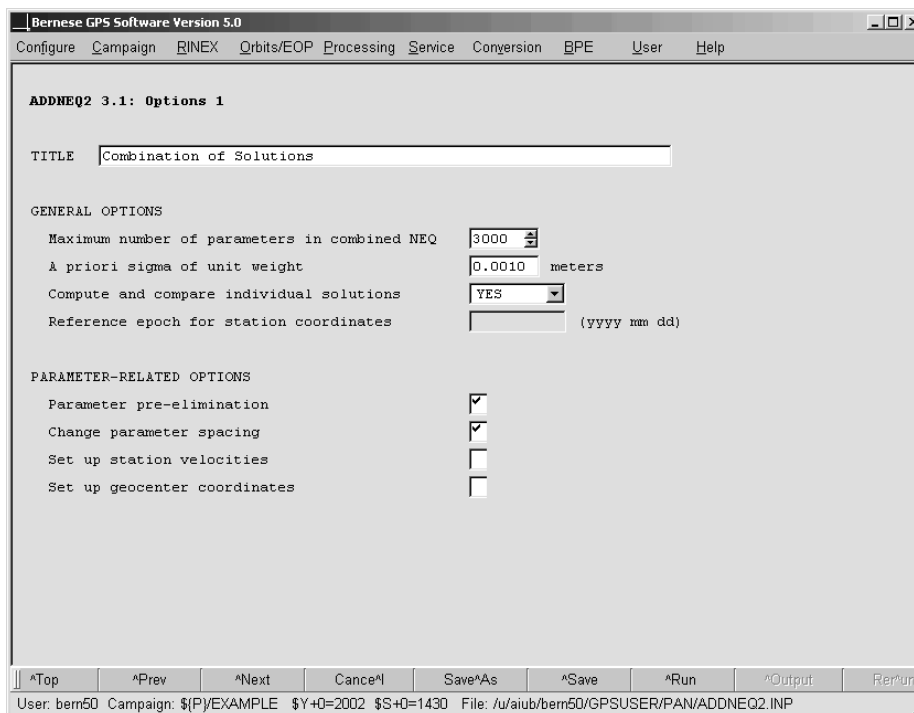 Bernese GPS Software Version 5.0
Configure Campaign RINEX Orbits/EOP Processing Service Conversion BPE User Help
ADDNEQ2 3.1: Options 1
TITLE Combination of Solutions
GENERAL OPTIONS
Maximum number of parameters in combined NEQ 3000
A priori sigma of unit weight 0.0010 meters
Compute and compare individual solutions YES
Reference epoch for station coordinates (yyyy mm dd)
PARAMETER-RELATED OPTIONS
Parameter pre-elimination
Change parameter spacing
Set up station velocities
Set up geocenter coordinates
^Top ^Prev ^Next Cance^l Save^As ^Save ^Run ^Output Rer^un
User: bern50 Campaign: ${P}/EXAMPLE $Y+0=2002 $S+0=1430 File: /u/aiub/bern50/GPSUSER/PAN/ADDNEQ2.INP